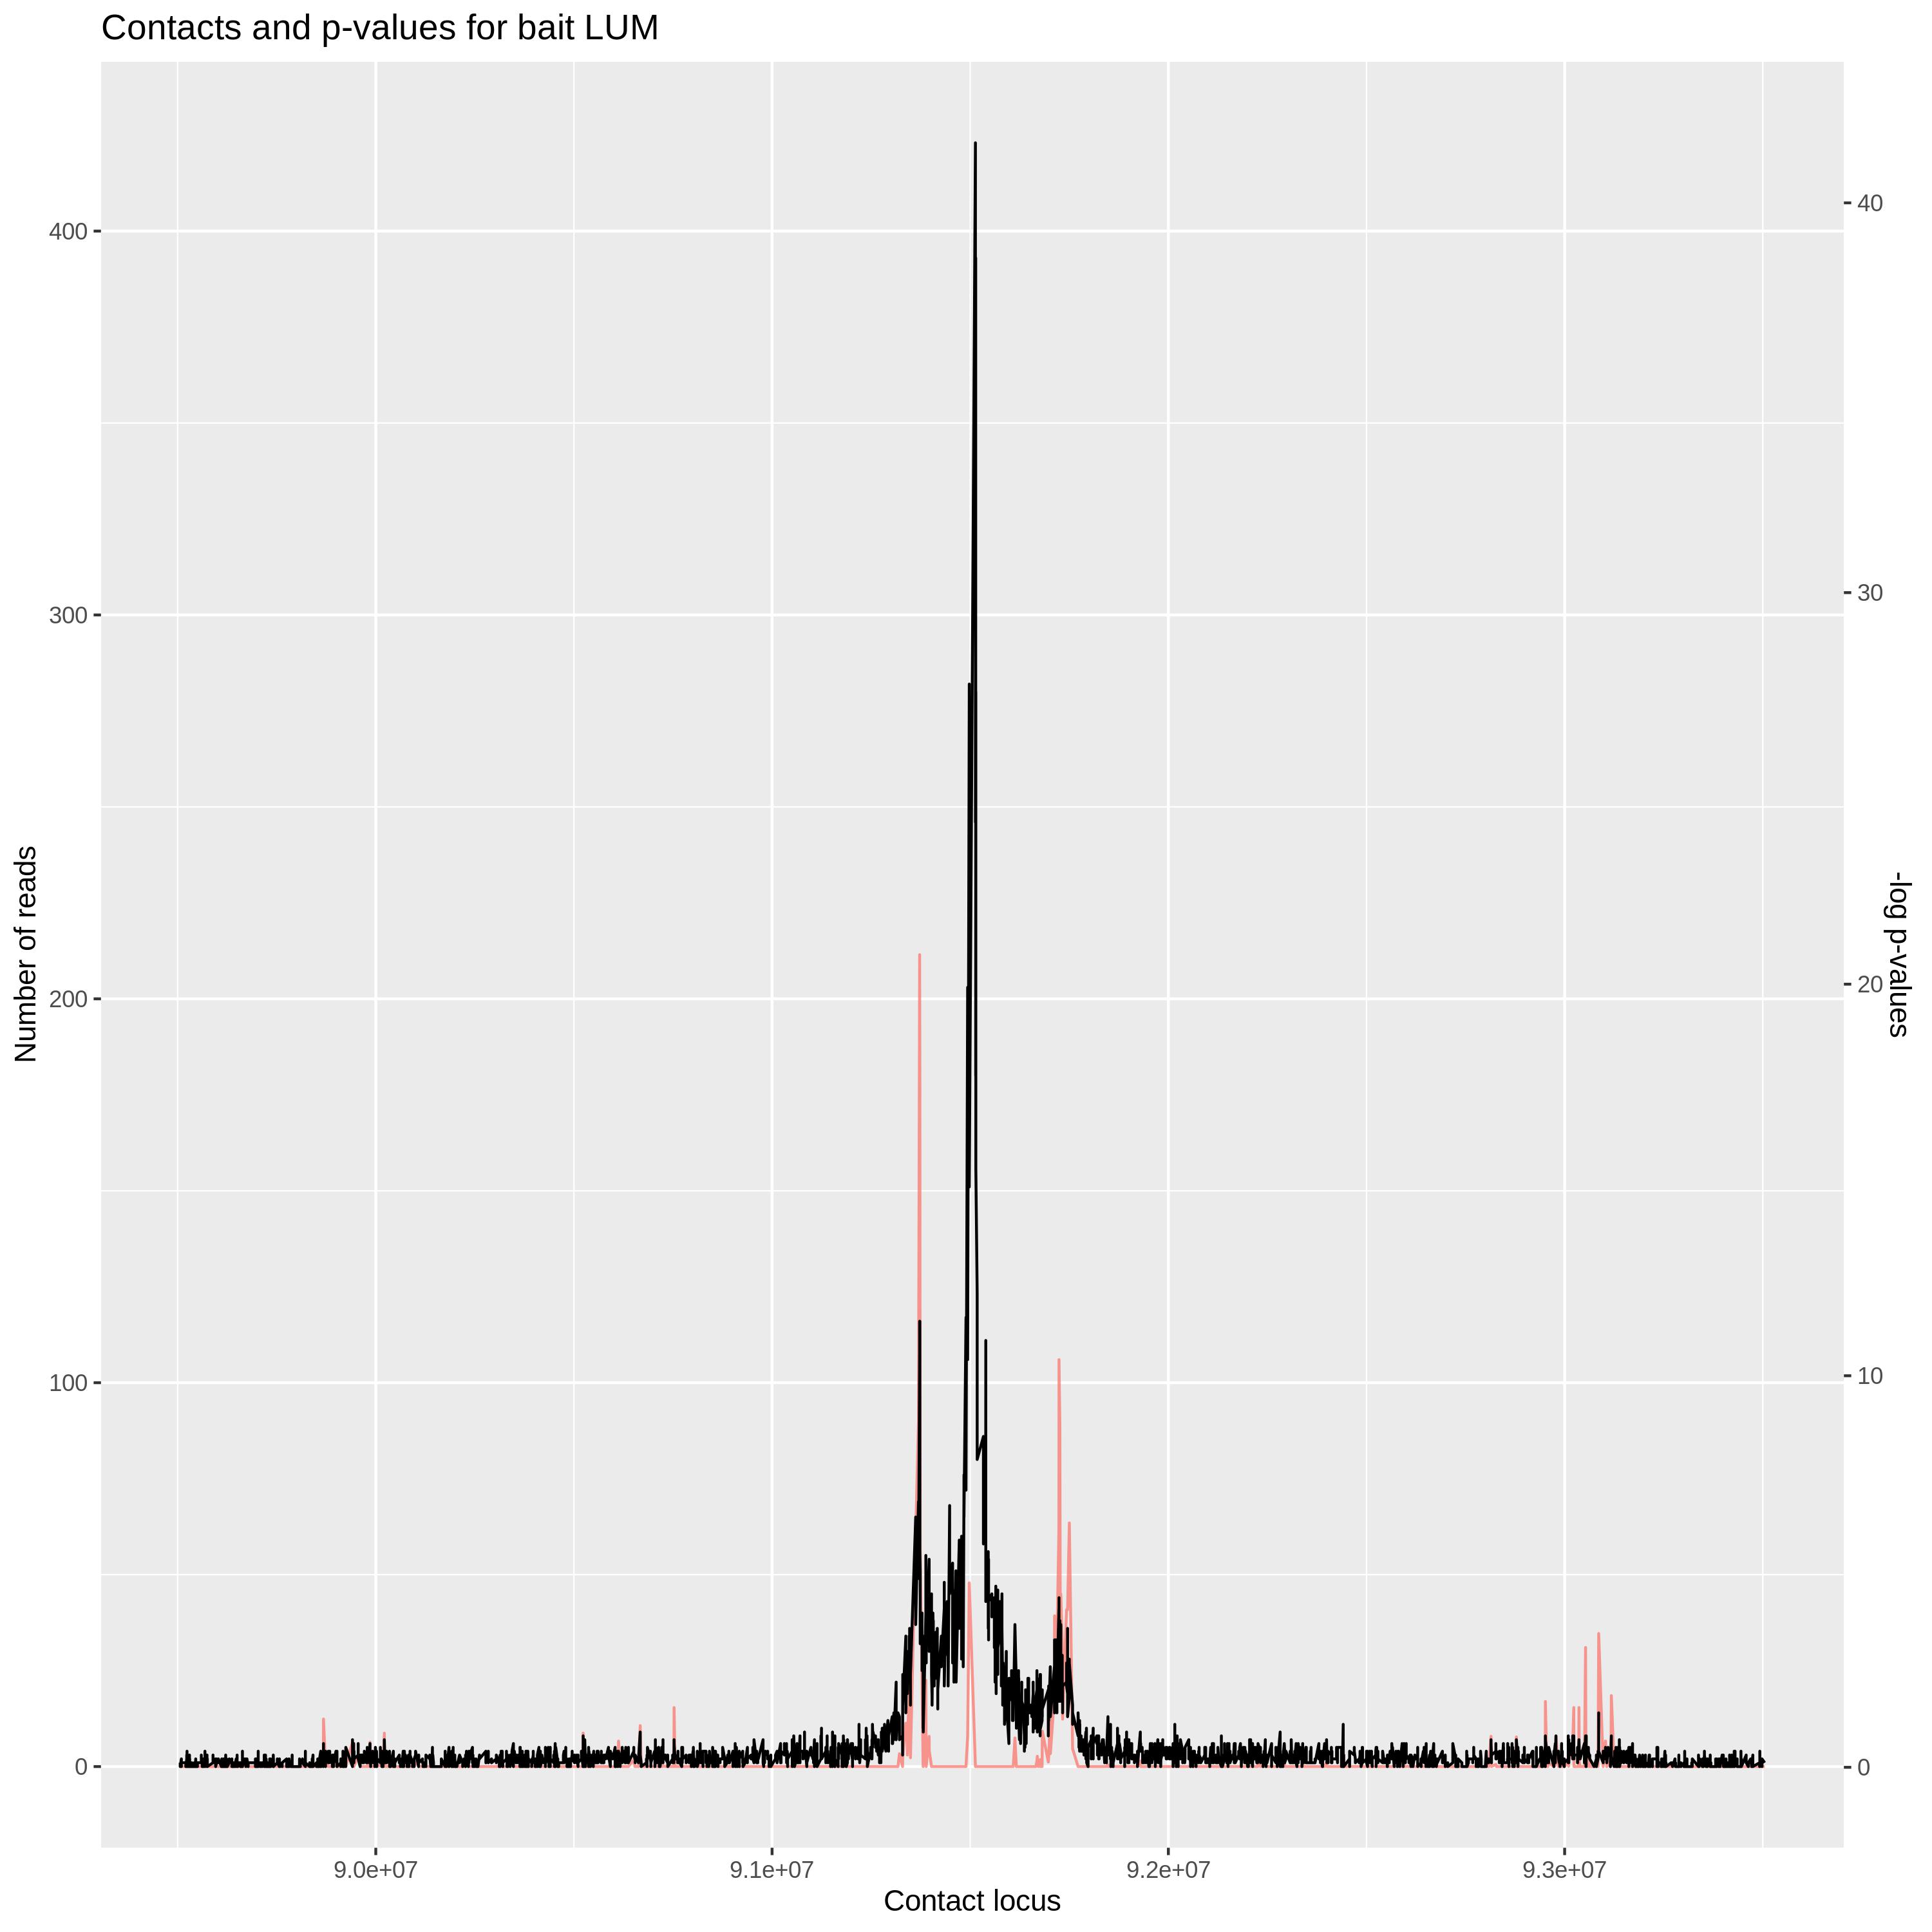 Contacts and p-values for bait LUM
Number of reads
400
300
200
100
0
40
30
20
10
0
-log p-values
9.0e+07
9.1e+07
9.2e+07
9.3e+07
Contact locus